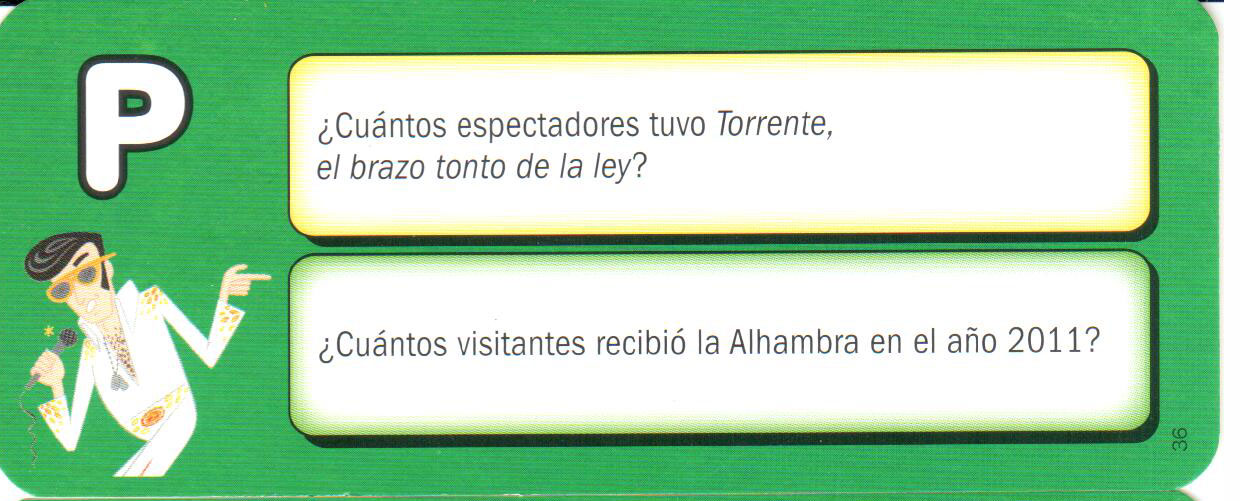 P
¿Cuántos espectadores tuvo Torrente,
el brazo tonto de la ley?
¿Cuántos visitantes recibió la Alhambra en el año 2011?
36